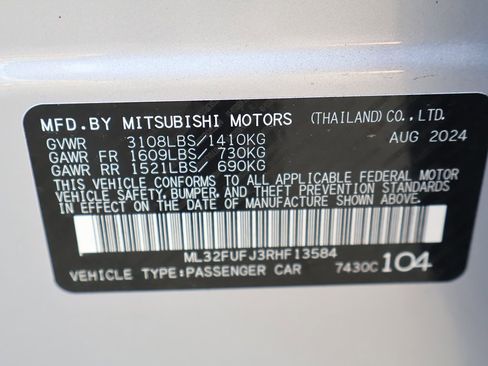 MFD.BY MITSUBISHI MOTORS (THAILAND)CO.,LTD.
GVWR 3108LBS/1410KG AUG 2024
GAWR FR 1609LBS/ 730KG
GAWR RR 1521LBS/ 690KG
THIS VEHICLE CONFORMS TO ALL APPLICABLE FEDERAL MOTOR
VEHICLE SAFETY, BUMPER, AND THEFT PREVENTION STANDARDS
IN EFFECT ON THE DATE OF MANUFACTURE SHOWN ABOVE.
ML32FUFJ3RHF13584
VEHICLE TYPE:PASSENGER CAR 7430C 104